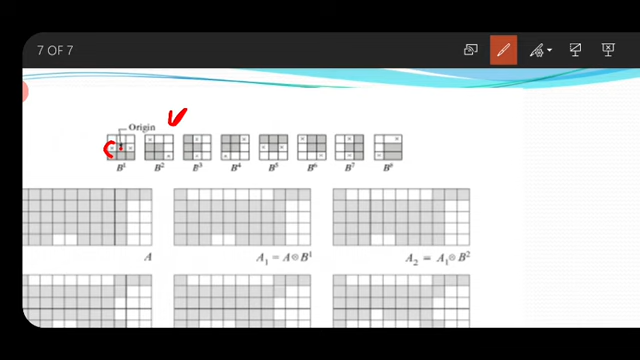 7 OF 7
Origin
B¹ B² B³ B⁴ B⁵ B⁶ B⁷ B⁸
A A₁ = A⊗B¹ A₂ = A₁⊗B²